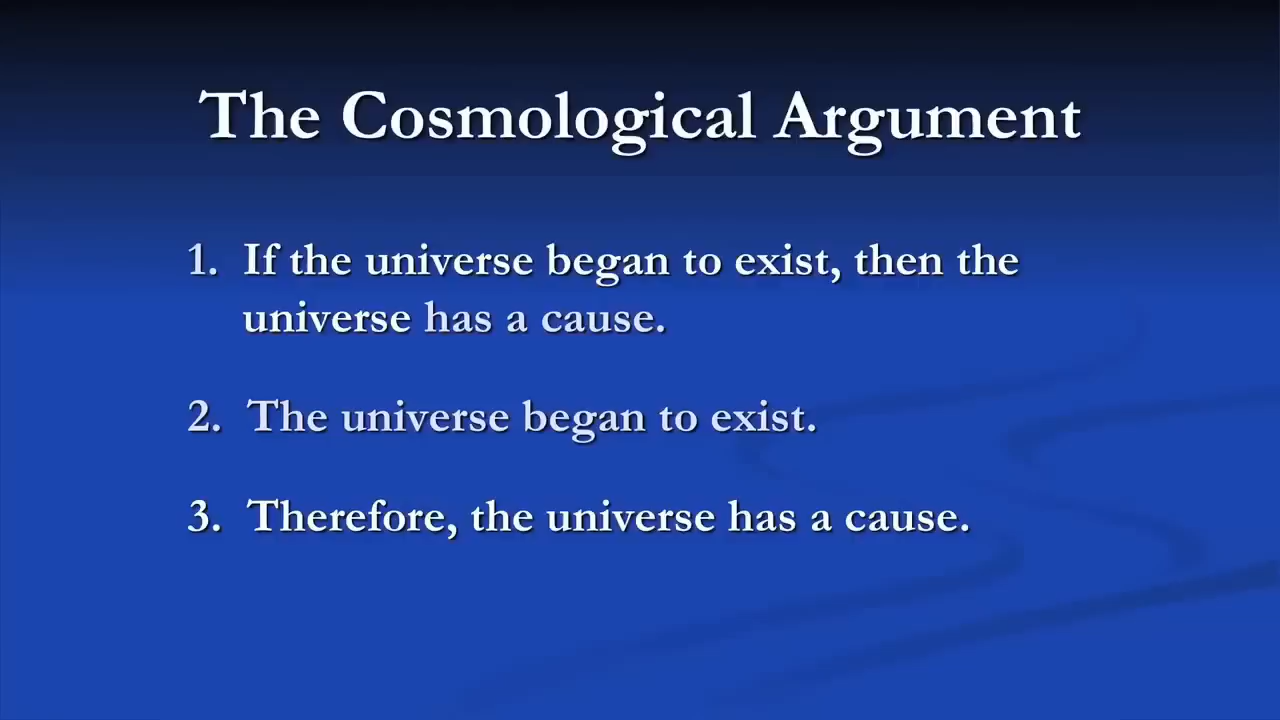 The Cosmological Argument
1. If the universe began to exist, then the
universe has a cause.
2. The universe began to exist.
3. Therefore, the universe has a cause.